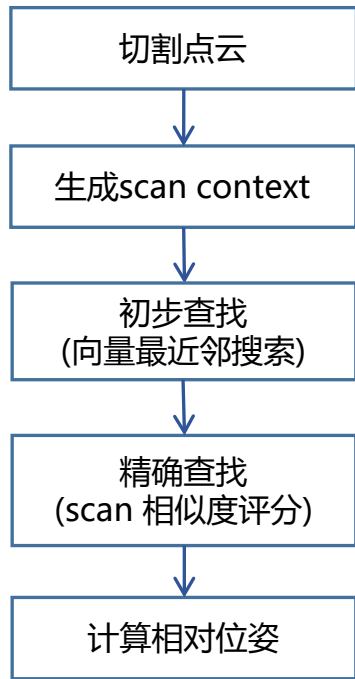 切割点云
生成scan context
初步查找
(向量最近邻搜索)
精确查找
(scan 相似度评分)
计算相对位姿